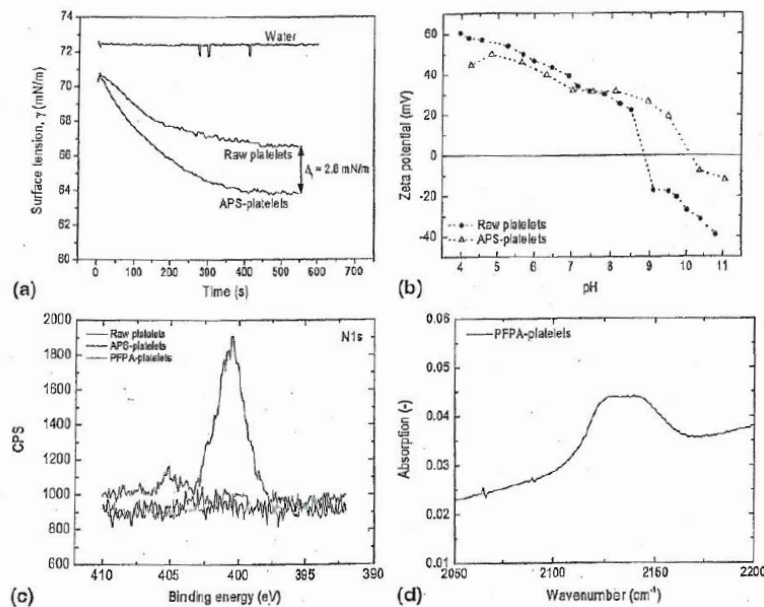 74
72
70
68
66
64
62
60
Surface tension, γ (mN/m)
Water
Raw platelets
APS-platelets
= 2.8 mN/m
0 100 200 300 400 500 600 700
Time (s)
(a)
60
40
20
0
-20
-40
Zeta potential (mV)
Raw platelets
APS-platelets
4 5 6 7 8 9 10 11
pH
(b)
2000
1800
1600
1400
1200
1000
800
600
CPS
Raw platelets
APS-platelets
PFPA-platelets
N1s
410 405 400 395 390
Binding energy (eV)
(c)
0.06
0.05
0.04
0.03
0.02
0.01
Absorption (-)
PFPA-platelets
2050 2100 2150 2200
Wavenumber (cm⁻¹)
(d)